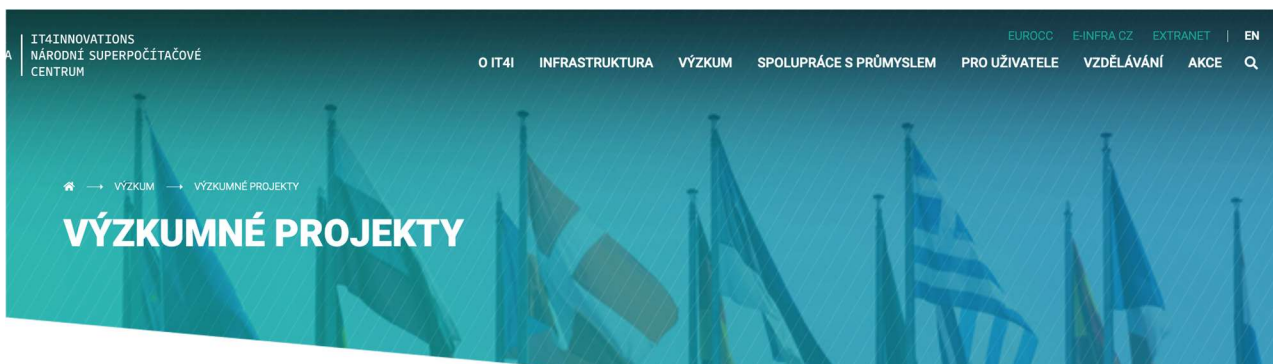 A
IT4INNOVATIONS
NÁRODNÍ SUPERPOČÍTAČOVÉ
CENTRUM
EUROCC E-INFRA CZ EXTRANET | EN
O IT4I INFRASTRUKTURA VÝZKUM SPOLUPRÁCE S PRŮMYSLEM PRO UŽIVATELE VZDĚLÁVÁNÍ AKCE
VÝZKUM → VÝZKUMNÉ PROJEKTY
VÝZKUMNÉ PROJEKTY